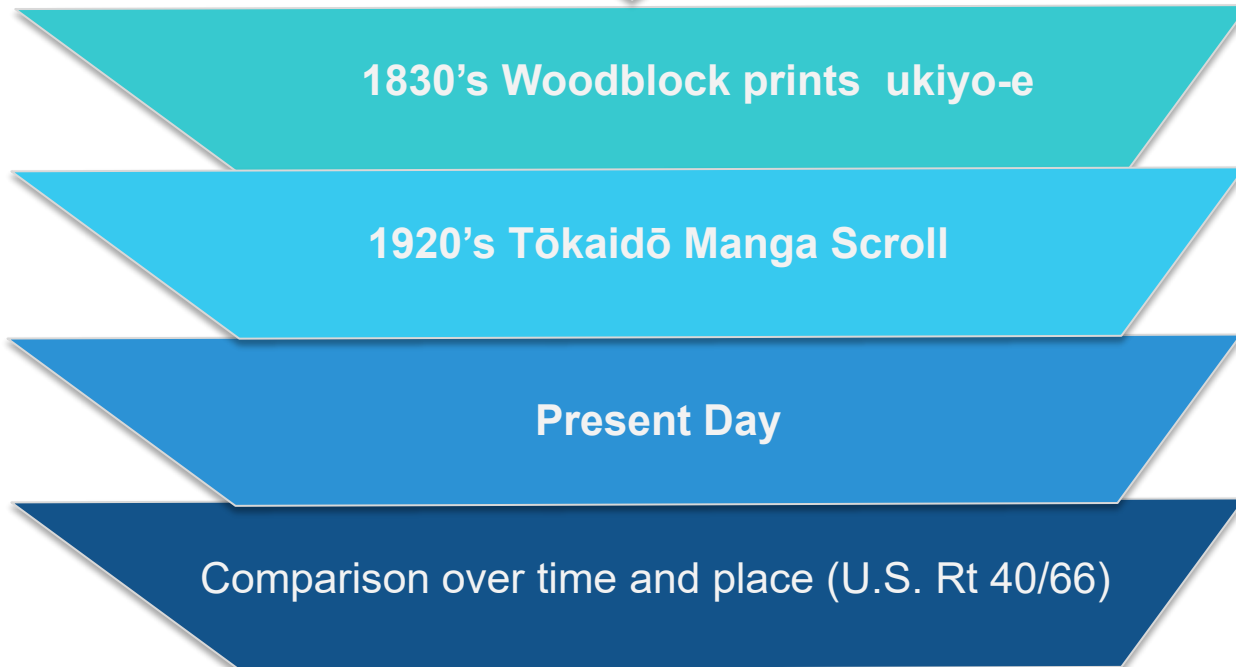 1830’s Woodblock prints  ukiyo-e
1920’s Tōkaidō Manga Scroll
Present Day
Comparison over time and place (U.S. Rt 40/66)